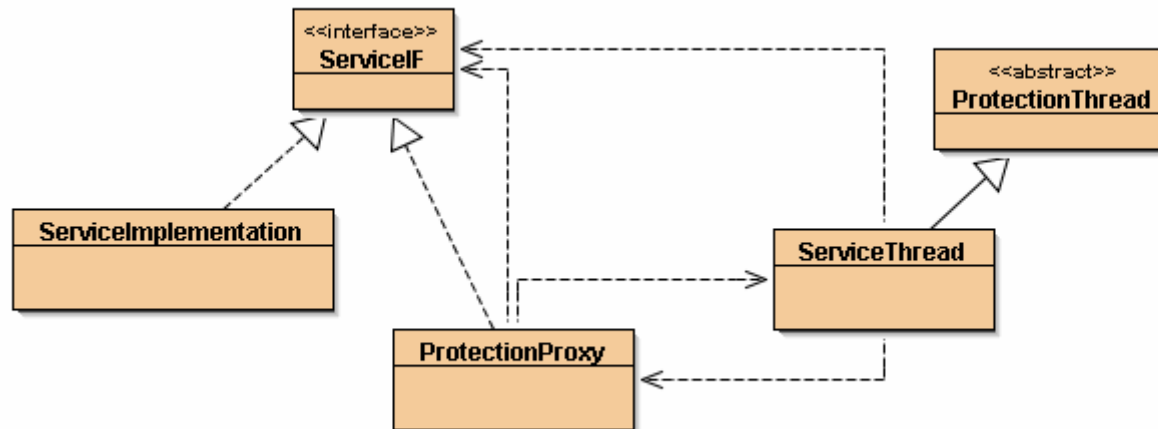 <<interface>>
ServiceIF
<<abstract>>
ProtectionThread
ServiceImplementation
ServiceThread
ProtectionProxy